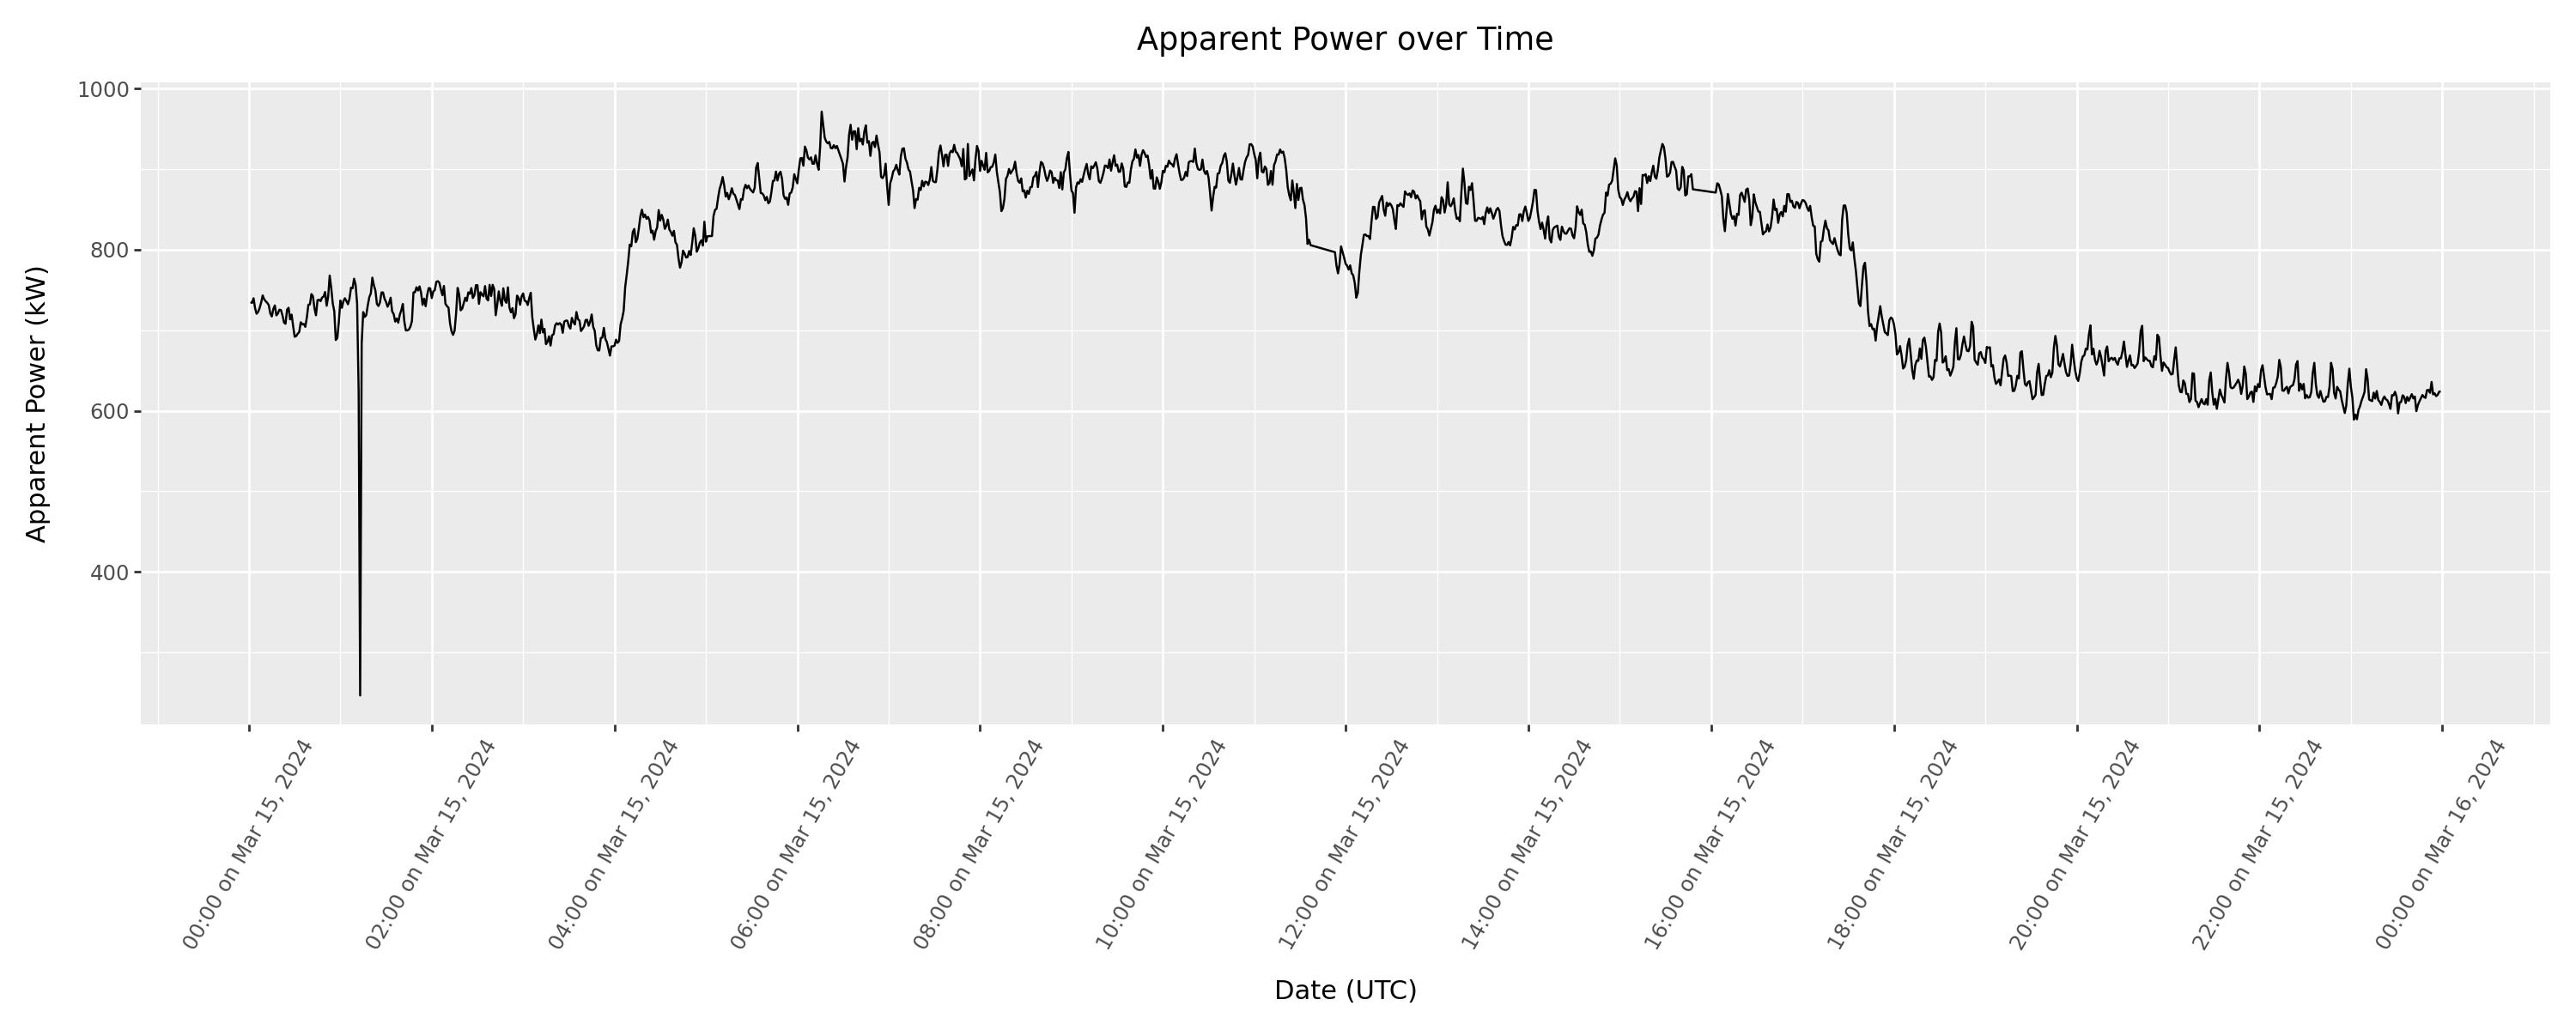 Apparent Power over Time
Apparent Power (kW)
1000
800
600
400
00:00 on Mar 15, 2024
02:00 on Mar 15, 2024
04:00 on Mar 15, 2024
06:00 on Mar 15, 2024
08:00 on Mar 15, 2024
10:00 on Mar 15, 2024
12:00 on Mar 15, 2024
14:00 on Mar 15, 2024
16:00 on Mar 15, 2024
18:00 on Mar 15, 2024
20:00 on Mar 15, 2024
22:00 on Mar 15, 2024
00:00 on Mar 16, 2024
Date (UTC)